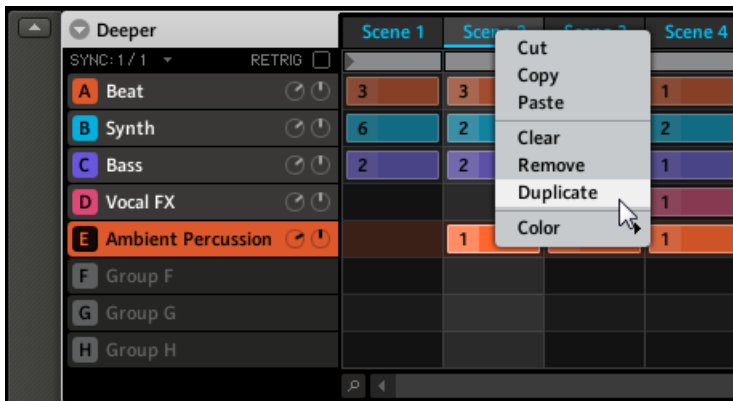 Deeper Scene 1 Scene 4
SYNC: 1 / 1 RETRIG
Cut
Copy
Paste
Clear
Remove
Duplicate
Color
A Beat 3 3 1
B Synth 6 2 2
C Bass 2 2 1
D Vocal FX 1
E Ambient Percussion 1 1
F Group F
G Group G
H Group H